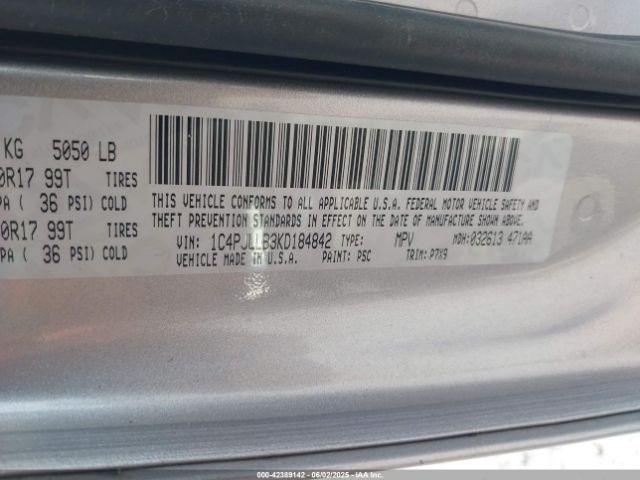 KG 5050 LB
0R17 99T TIRES
PA ( 36 PSI) COLD
0R17 99T TIRES
PA ( 36 PSI) COLD
THIS VEHICLE CONFORMS TO ALL APPLICABLE U.S.A. FEDERAL MOTOR VEHICLE SAFETY AND
THEFT PREVENTION STANDARDS IN EFFECT ON THE DATE OF MANUFACTURE SHOWN ABOVE.
VIN: 1C4PJLLB3KD184842 TYPE: MPV MDH:032613 471AA
VEHICLE MADE IN U.S.A. PAINT: PSC TRIM: P7X9
000-42389142 | 06/02/2025 | IAA Inc.